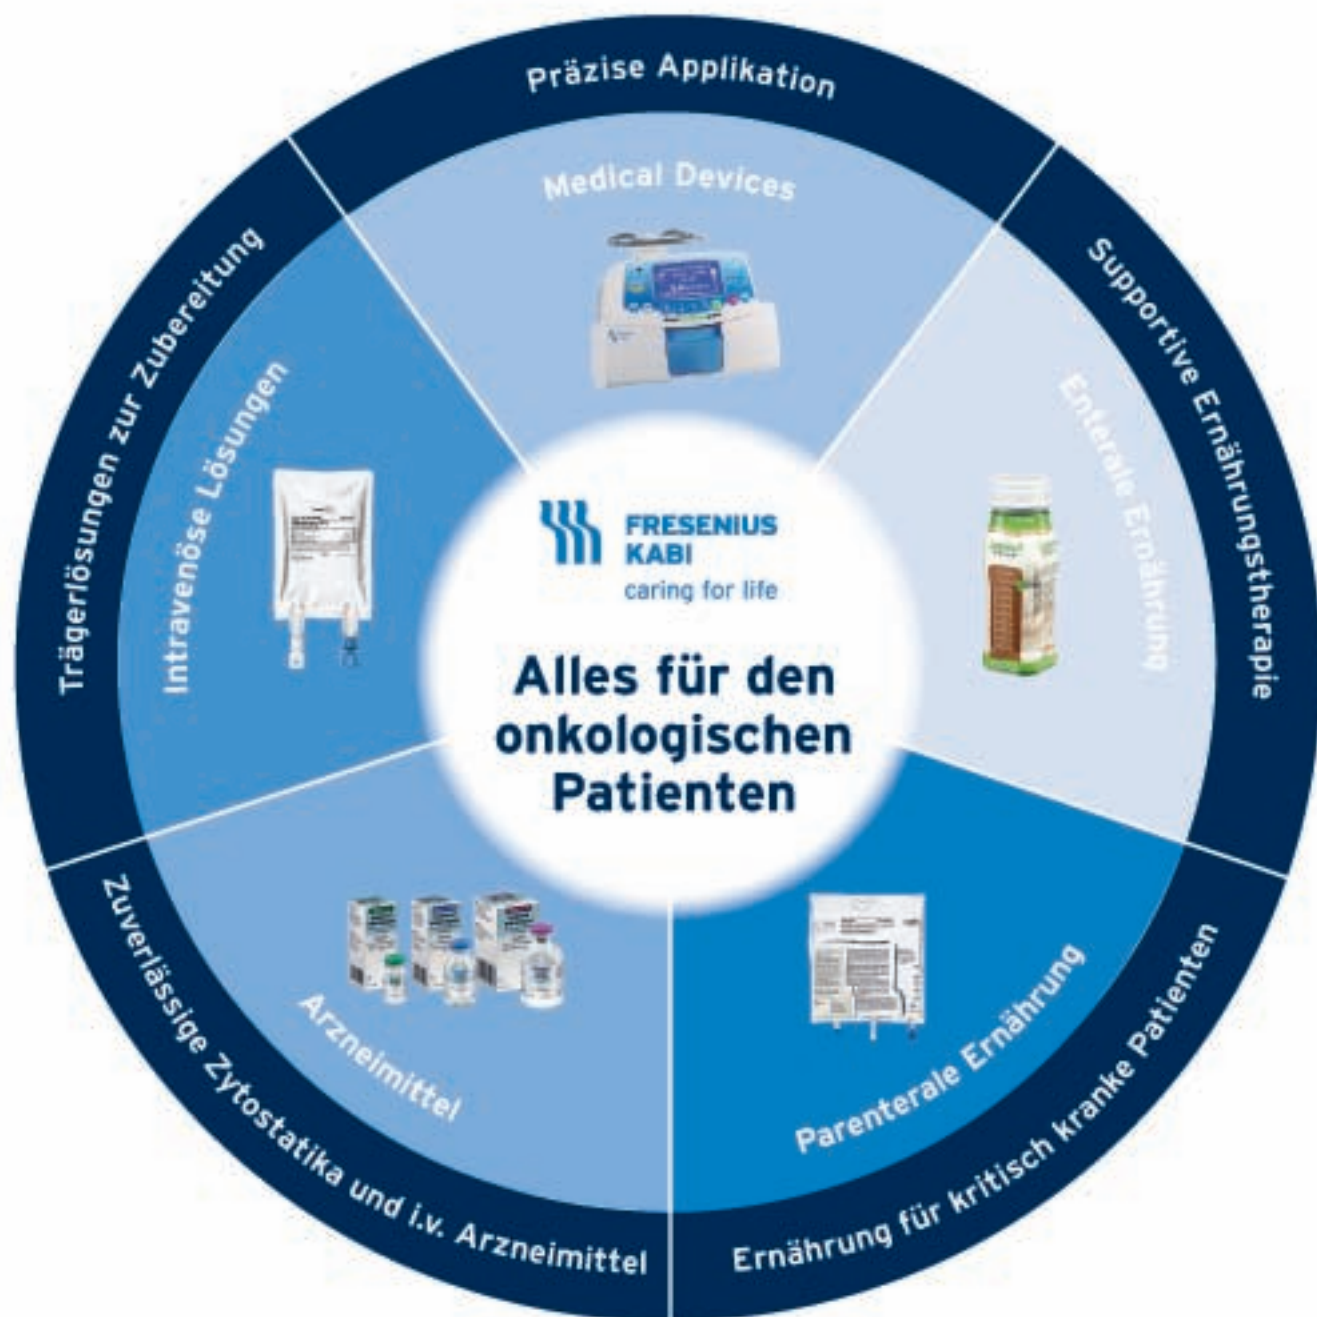 Präzise Applikation
Medical Devices
Supportive Ernährungstherapie
Enterale Ernährung
Ernährung für kritisch kranke Patienten
Parenterale Ernährung
Zuverlässige Zytostatika und i.v. Arzneimittel
Arzneimittel
Trägerlösungen zur Zubereitung
Intravenöse Lösungen
FRESENIUS
KABI
caring for life
Alles für den
onkologischen
Patienten